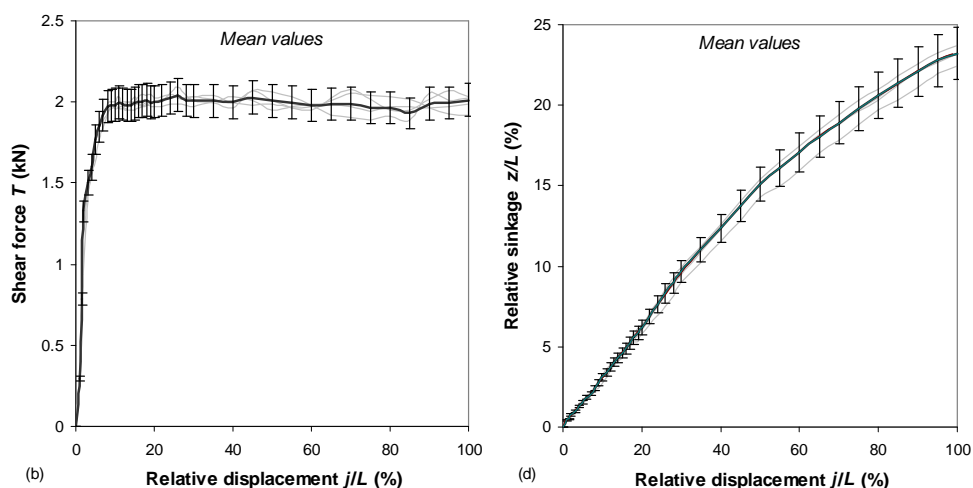 Mean values
2.5
2
1.5
1
0.5
0
Shear force T (kN)
0 20 40 60 80 100
Relative displacement j/L (%)
(b)
Mean values
25
20
15
10
5
0
Relative sinkage z/L (%)
0 20 40 60 80 100
Relative displacement j/L (%)
(d)